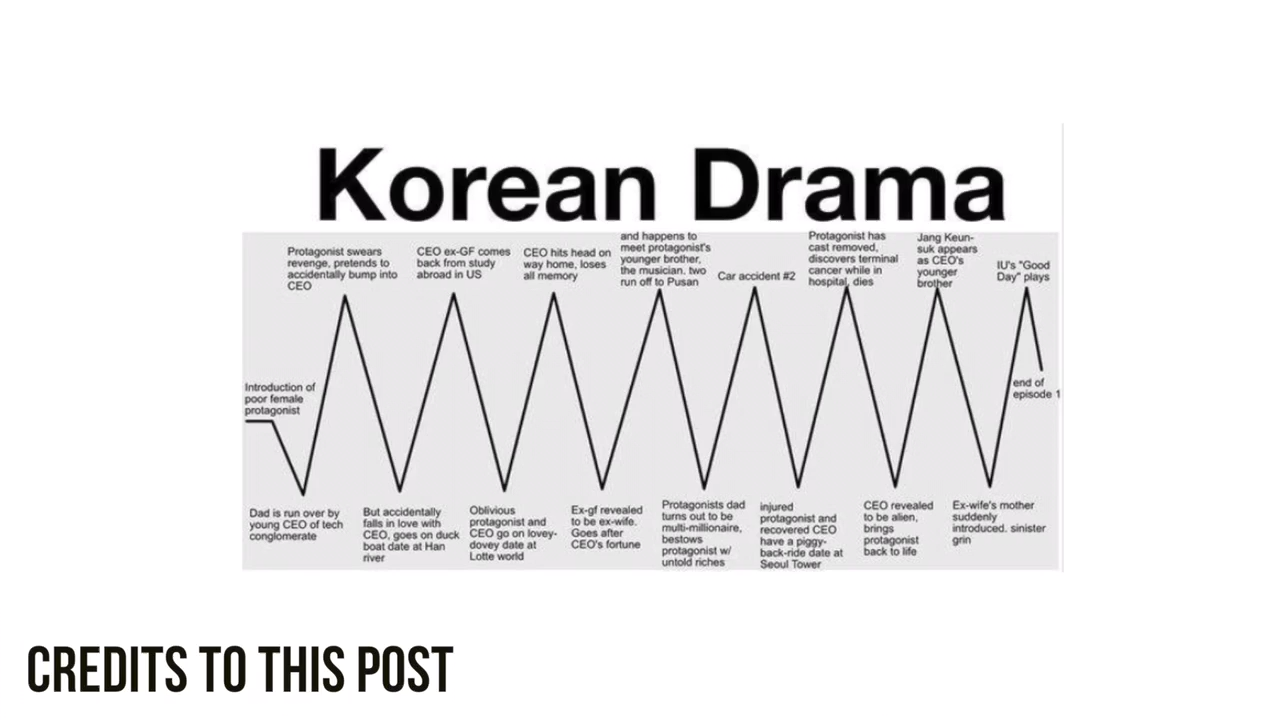 Korean Drama
Introduction of
poor female
protagonist
Dad is run over by
young CEO of tech
conglomerate
Protagonist swears
revenge, pretends to
accidentally bump into
CEO
But accidentally
falls in love with
CEO, goes on duck
boat date at Han
river
CEO ex-GF comes
back from study
abroad in US
Oblivious
protagonist and
CEO go on lovey-
dovey date at
Lotte world
CEO hits head on
way home, loses
all memory
Ex-gf revealed
to be ex-wife.
Goes after
CEO's fortune
and happens to
meet protagonist's
younger brother,
the musician. two
run off to Pusan
Protagonists dad
turns out to be
multi-millionaire,
bestows
protagonist w/
untold riches
Car accident #2
injured
protagonist and
recovered CEO
have a piggy-
back-ride date at
Seoul Tower
Protagonist has
cast removed,
discovers terminal
cancer while in
hospital, dies
CEO revealed
to be alien,
brings
protagonist
back to life
Jang Keun-
suk appears
as CEO's
younger
brother
Ex-wife's mother
suddenly
introduced. sinister
grin
IU's "Good
Day" plays
end of
episode 1
CREDITS TO THIS POST